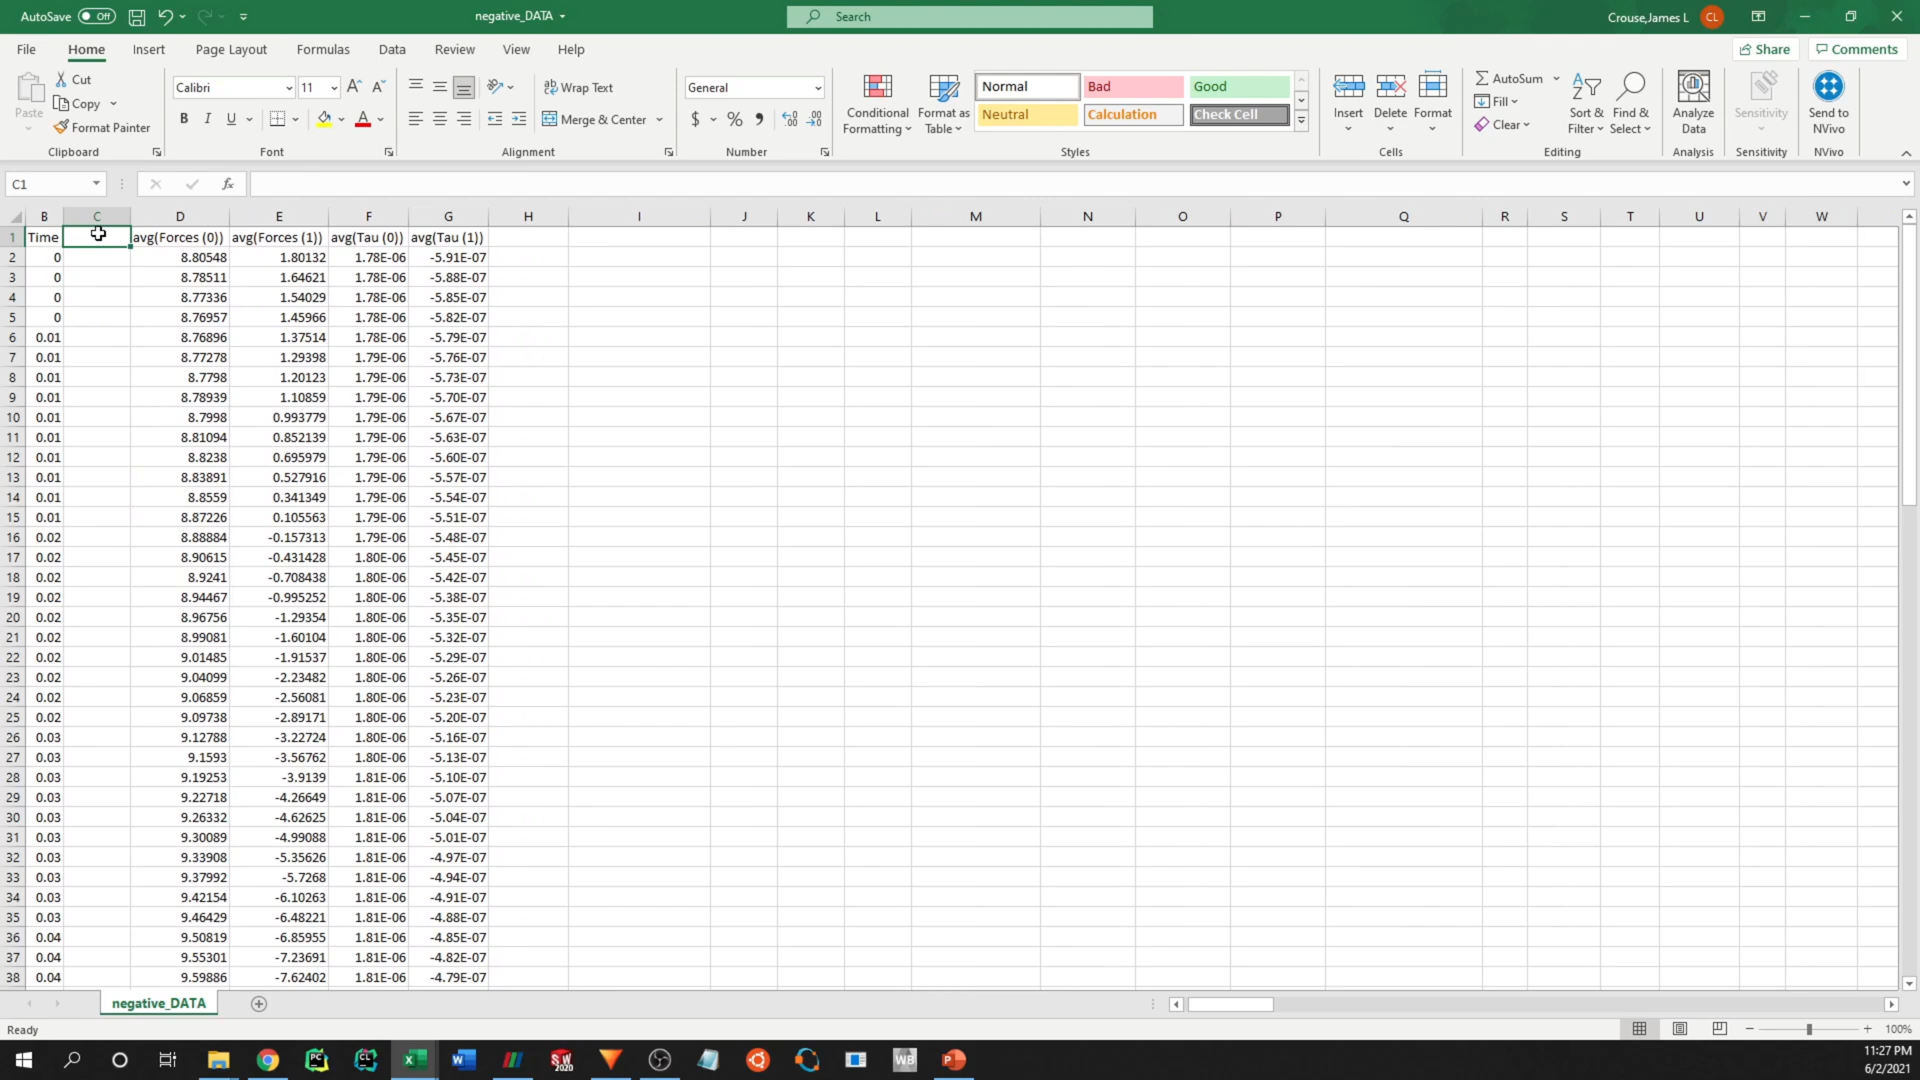 AutoSave Off negative_DATA Search Crouse,James L CL
File Home Insert Page Layout Formulas Data Review View Help Share Comments
Paste Cut Copy Format Painter Clipboard
Calibri 11 A A B I U A Font
ab Wrap Text Merge & Center Alignment
General $ % 9 Number
Conditional Formatting Format as Table Normal Bad Good Neutral Calculation Check Cell Styles
Insert Delete Format Cells
AutoSum Fill Clear Sort & Filter Find & Select Editing
Analyze Data Analysis
Sensitivity Sensitivity
Send to NVivo NVivo
C1 fx
B C D E F G H I J K L M N O P Q R S T U V W
1 Time avg(Forces (0)) avg(Forces (1)) avg(Tau (0)) avg(Tau (1))
2 0 8.80548 1.80132 1.78E-06 -5.91E-07
3 0 8.78511 1.64621 1.78E-06 -5.88E-07
4 0 8.77336 1.54029 1.78E-06 -5.85E-07
5 0 8.76957 1.45966 1.78E-06 -5.82E-07
6 0.01 8.76896 1.37514 1.78E-06 -5.79E-07
7 0.01 8.77278 1.29398 1.79E-06 -5.76E-07
8 0.01 8.7798 1.20123 1.79E-06 -5.73E-07
9 0.01 8.78939 1.10859 1.79E-06 -5.70E-07
10 0.01 8.7998 0.993779 1.79E-06 -5.67E-07
11 0.01 8.81094 0.852139 1.79E-06 -5.63E-07
12 0.01 8.8238 0.695979 1.79E-06 -5.60E-07
13 0.01 8.83891 0.527916 1.79E-06 -5.57E-07
14 0.01 8.8559 0.341349 1.79E-06 -5.54E-07
15 0.01 8.87226 0.105563 1.79E-06 -5.51E-07
16 0.02 8.88884 -0.157313 1.79E-06 -5.48E-07
17 0.02 8.90615 -0.431428 1.80E-06 -5.45E-07
18 0.02 8.9241 -0.708438 1.80E-06 -5.42E-07
19 0.02 8.94467 -0.995252 1.80E-06 -5.38E-07
20 0.02 8.96756 -1.29354 1.80E-06 -5.35E-07
21 0.02 8.99081 -1.60104 1.80E-06 -5.32E-07
22 0.02 9.01485 -1.91537 1.80E-06 -5.29E-07
23 0.02 9.04099 -2.23482 1.80E-06 -5.26E-07
24 0.02 9.06859 -2.56081 1.80E-06 -5.23E-07
25 0.02 9.09738 -2.89171 1.80E-06 -5.20E-07
26 0.03 9.12788 -3.22724 1.80E-06 -5.16E-07
27 0.03 9.1593 -3.56762 1.80E-06 -5.13E-07
28 0.03 9.19253 -3.9139 1.81E-06 -5.10E-07
29 0.03 9.22718 -4.26649 1.81E-06 -5.07E-07
30 0.03 9.26332 -4.62625 1.81E-06 -5.04E-07
31 0.03 9.30089 -4.99088 1.81E-06 -5.01E-07
32 0.03 9.33908 -5.35626 1.81E-06 -4.97E-07
33 0.03 9.37992 -5.7268 1.81E-06 -4.94E-07
34 0.03 9.42154 -6.10263 1.81E-06 -4.91E-07
35 0.03 9.46429 -6.48221 1.81E-06 -4.88E-07
36 0.04 9.50819 -6.85955 1.81E-06 -4.85E-07
37 0.04 9.55301 -7.23691 1.81E-06 -4.82E-07
38 0.04 9.59886 -7.62402 1.81E-06 -4.79E-07
negative_DATA
Ready 100%
PC CL X W SW 2020 WB P 11:27 PM
6/2/2021